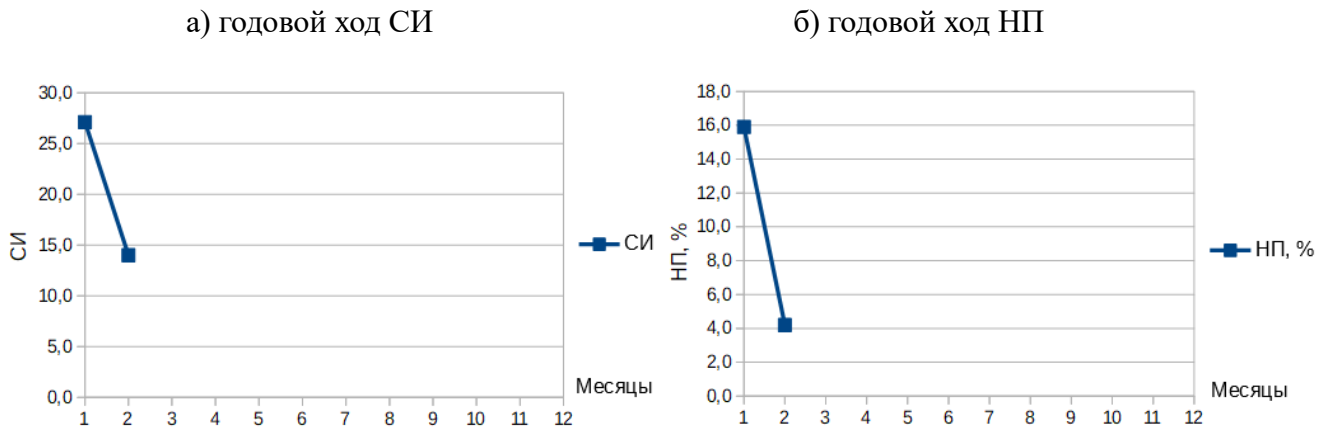 а) годовой ход СИ
б) годовой ход НП
30,0
25,0
20,0
15,0
10,0
5,0
0,0
СИ
1 2 3 4 5 6 7 8 9 10 11 12
Месяцы
СИ
18,0
16,0
14,0
12,0
10,0
8,0
6,0
4,0
2,0
0,0
НП, %
1 2 3 4 5 6 7 8 9 10 11 12
Месяцы
НП, %